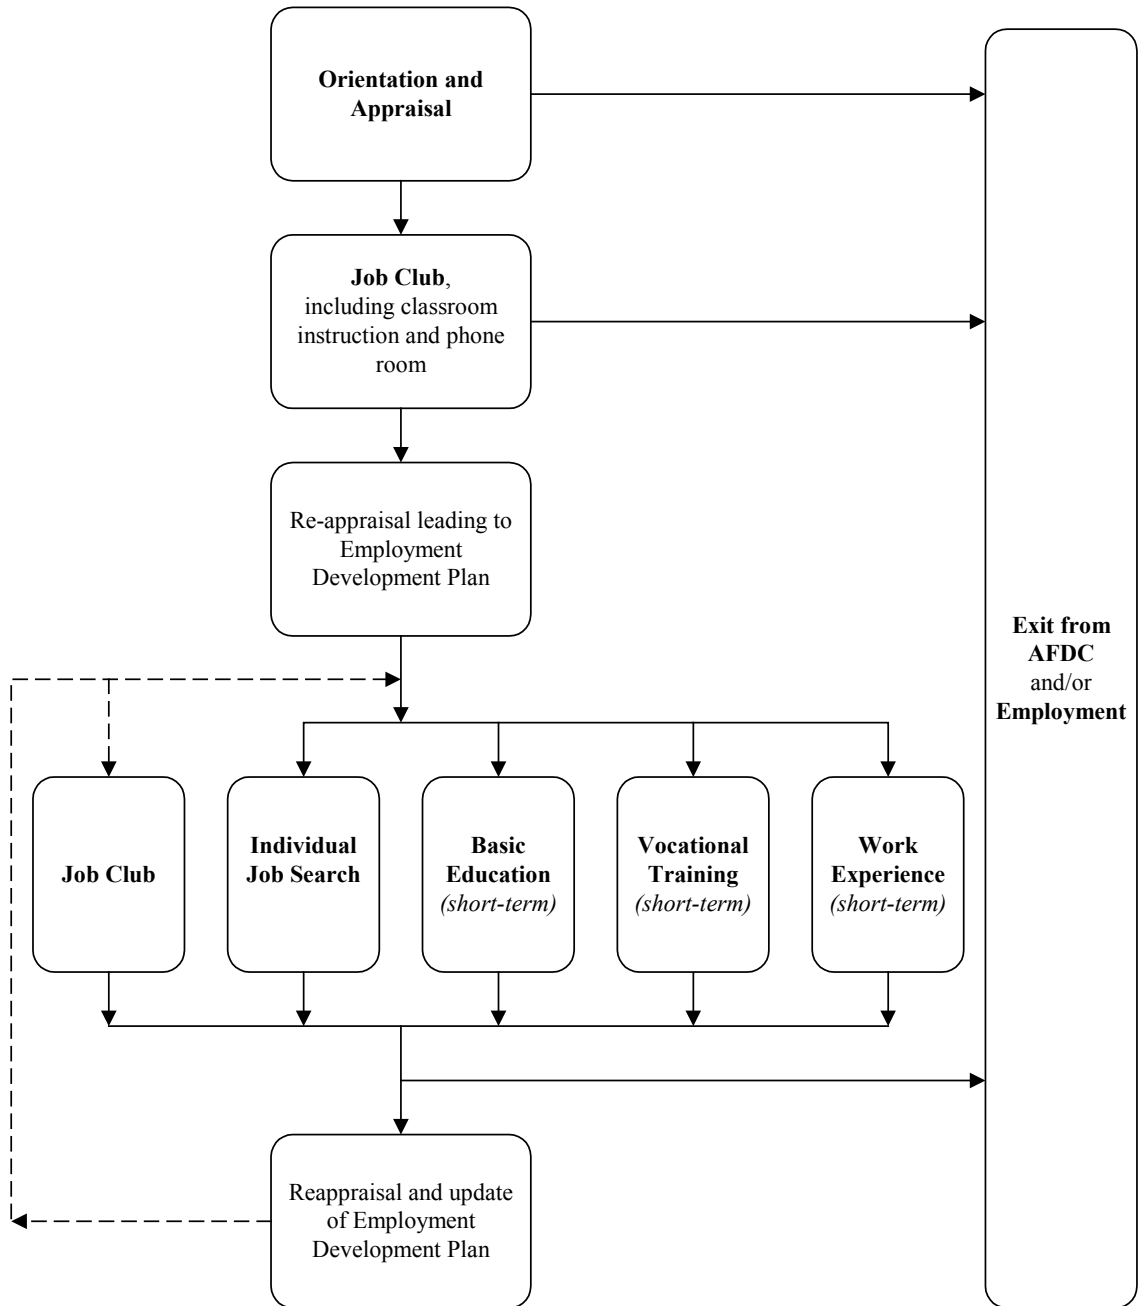 Orientation and
Appraisal
Job Club,
including classroom
instruction and phone
room
Re-appraisal leading to
Employment
Development Plan
Exit from
AFDC
and/or
Employment
Job Club
Individual
Job Search
Basic
Education
(short-term)
Vocational
Training
(short-term)
Work
Experience
(short-term)
Reappraisal and update
of Employment
Development Plan